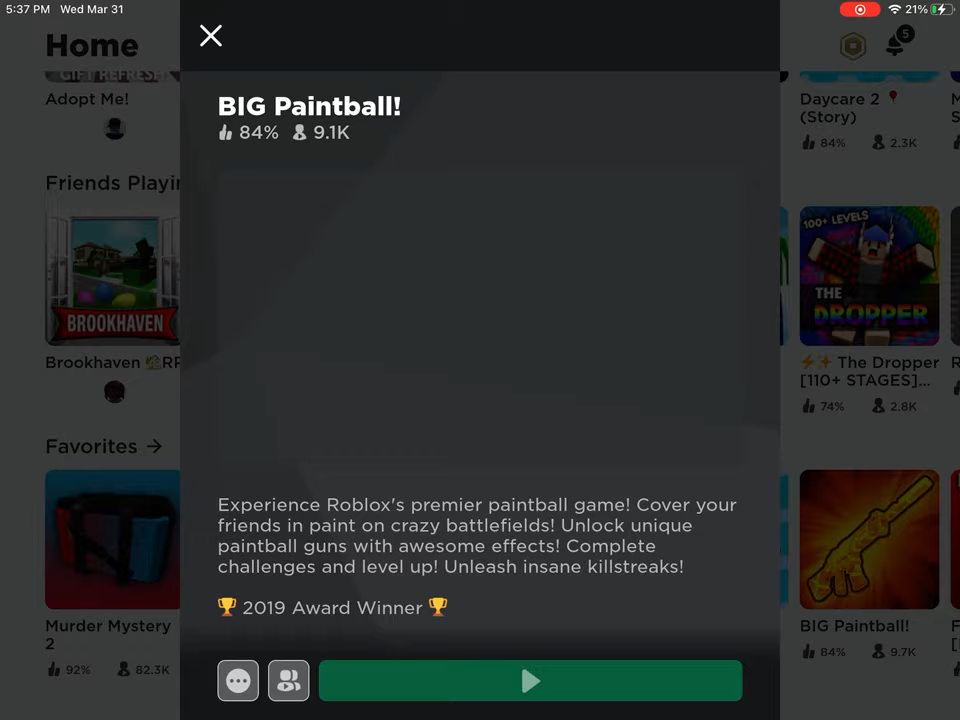 5:37 PM Wed Mar 31
21%
Home
5
Adopt Me!
Daycare 2
(Story)
84% 2.3K
Friends Playin
BROOKHAVEN
Brookhaven RP
100+ LEVELS
THE
DROPPER
The Dropper
[110+ STAGES]...
74% 2.8K
Favorites →
Murder Mystery
2
92% 82.3K
BIG Paintball!
84% 9.7K
BIG Paintball!
84% 9.1K
Experience Roblox's premier paintball game! Cover your
friends in paint on crazy battlefields! Unlock unique
paintball guns with awesome effects! Complete
challenges and level up! Unleash insane killstreaks!
🏆 2019 Award Winner 🏆